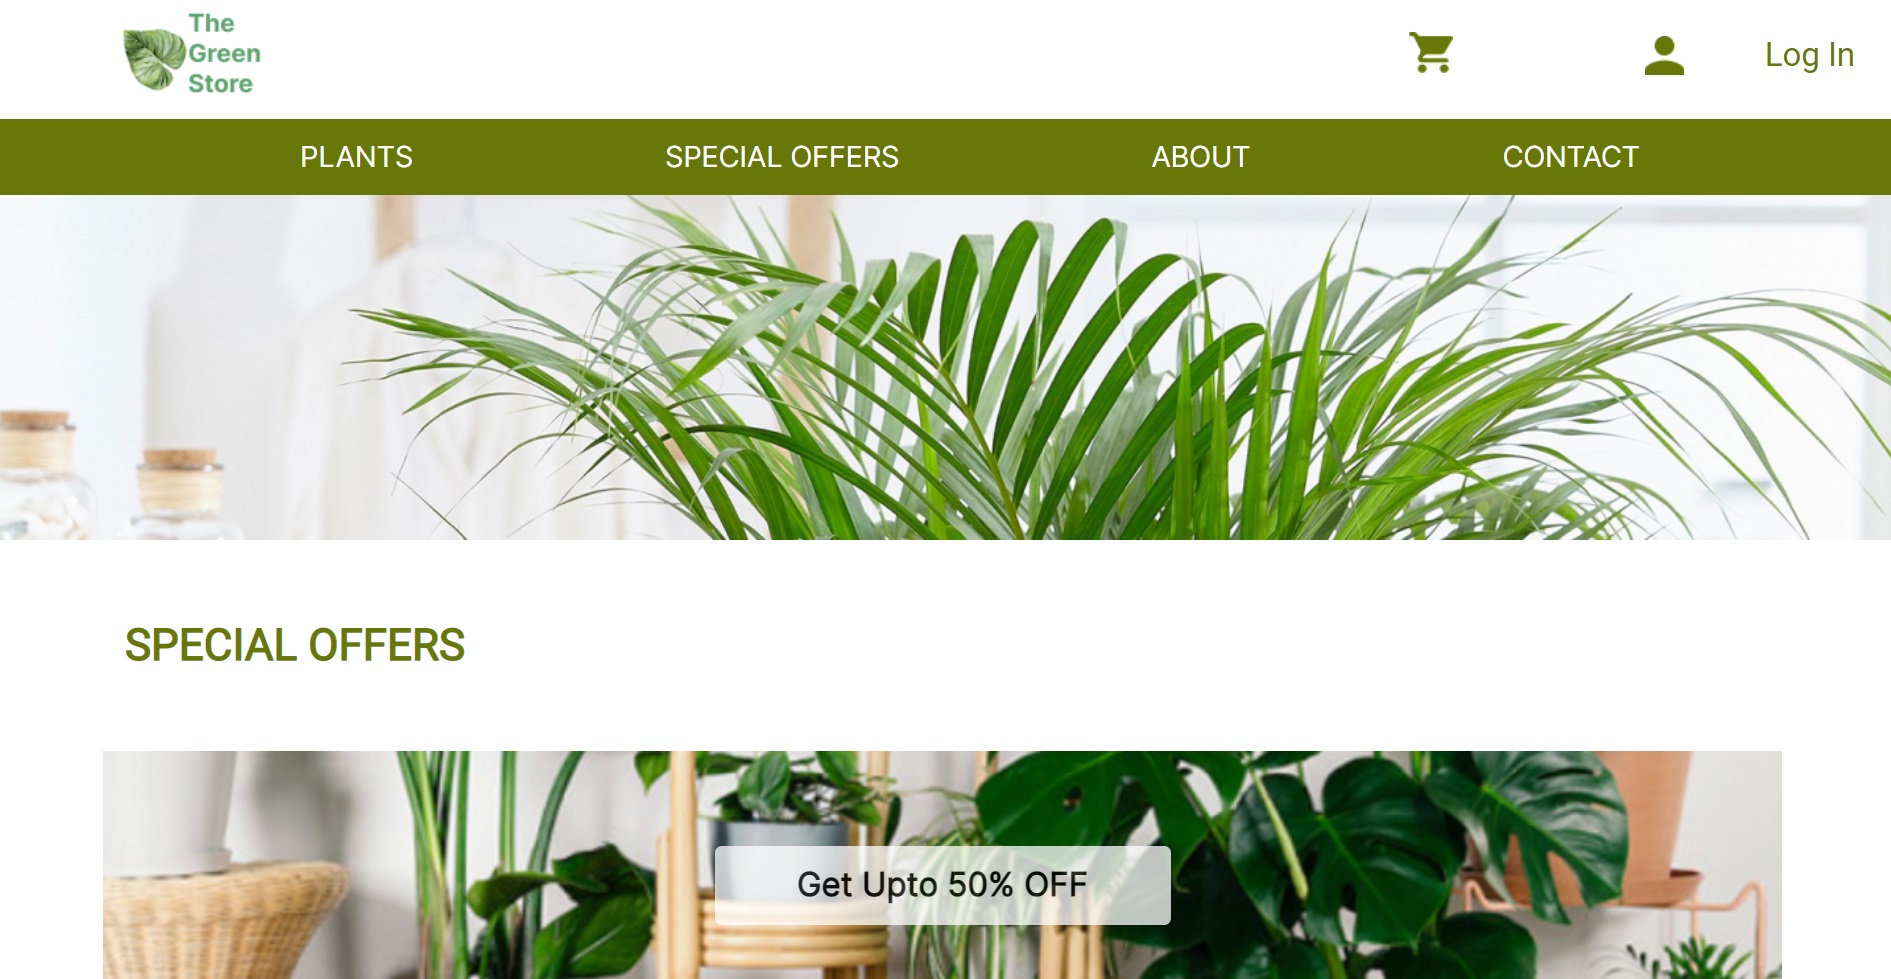 The
Green
Store
Log In
PLANTS SPECIAL OFFERS ABOUT CONTACT
SPECIAL OFFERS
Get Upto 50% OFF